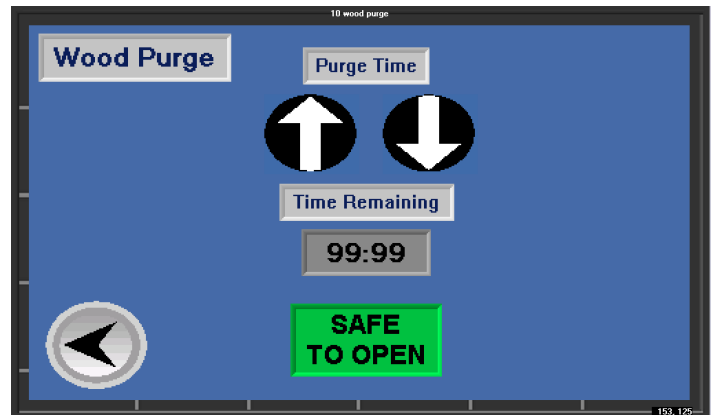 10 wood purge
Wood Purge
Purge Time
Time Remaining
99:99
SAFE
TO OPEN
153, 125